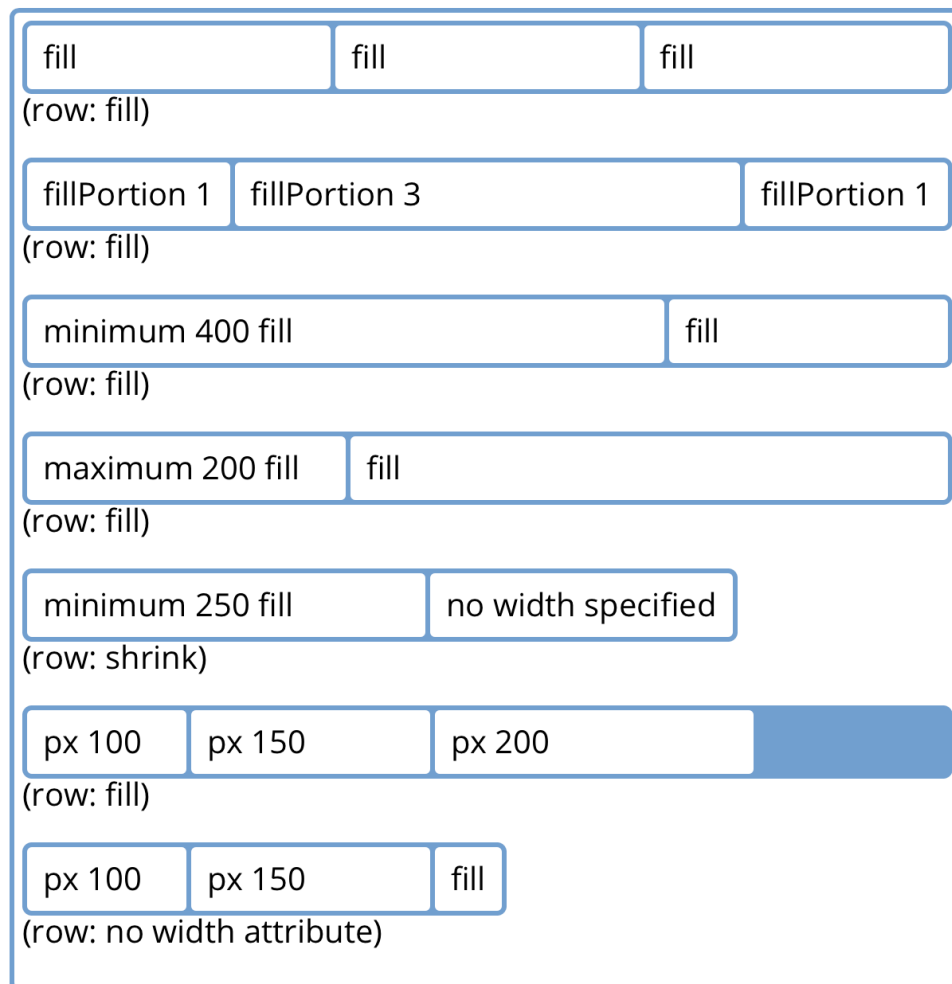 fill fill fill
(row: fill)
fillPortion 1 fillPortion 3 fillPortion 1
(row: fill)
minimum 400 fill fill
(row: fill)
maximum 200 fill fill
(row: fill)
minimum 250 fill no width specified
(row: shrink)
px 100 px 150 px 200
(row: fill)
px 100 px 150 fill
(row: no width attribute)